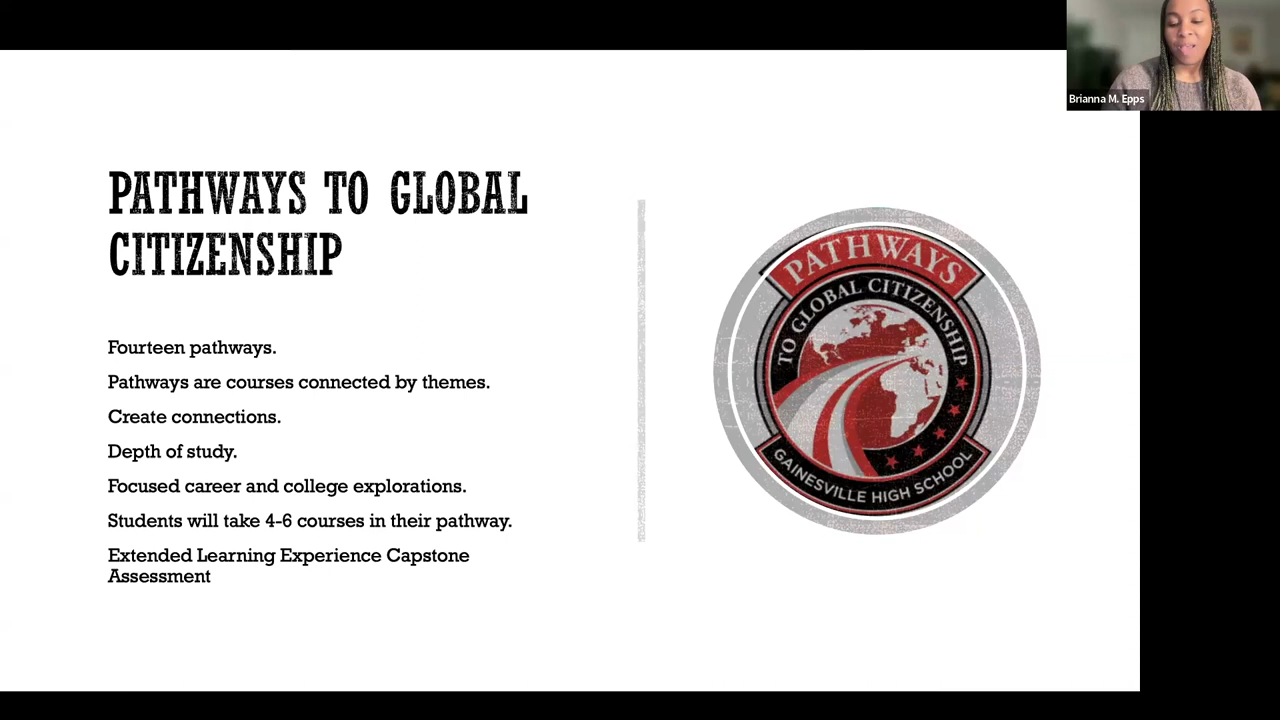 Brianna M. Epps
PATHWAYS TO GLOBAL
CITIZENSHIP
Fourteen pathways.
Pathways are courses connected by themes.
Create connections.
Depth of study.
Focused career and college explorations.
Students will take 4-6 courses in their pathway.
Extended Learning Experience Capstone
Assessment
PATHWAYS
TO GLOBAL CITIZENSHIP
GAINESVILLE HIGH SCHOOL